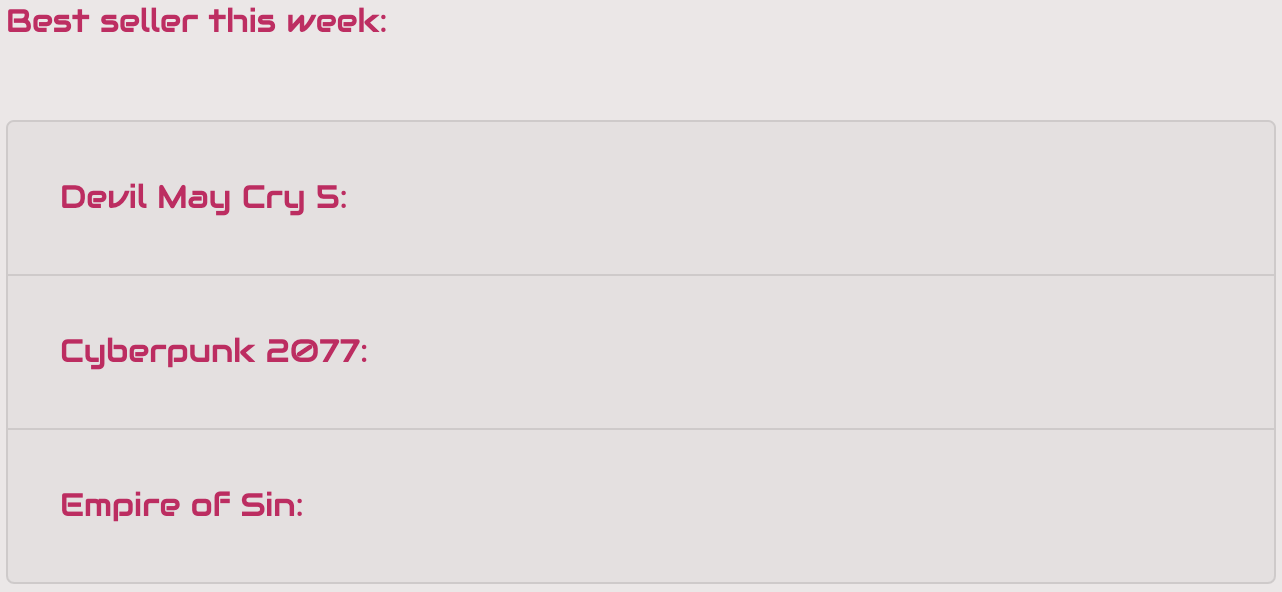 Best seller this week:
Devil May Cry 5:
Cyberpunk 2077:
Empire of Sin: